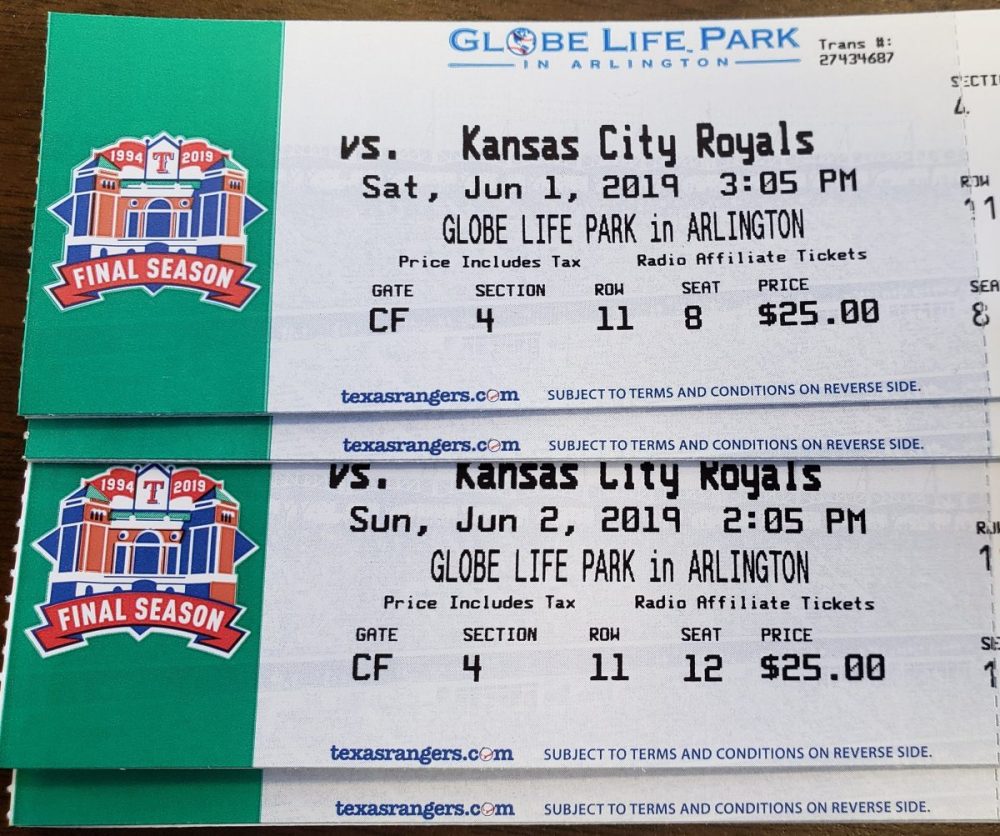 GLOBE LIFE PARK
IN ARLINGTON
Trans #:
27434687
1994 T 2019
FINAL SEASON
vs. Kansas City Royals
Sat, Jun 1, 2019 3:05 PM
GLOBE LIFE PARK in ARLINGTON
Price Includes Tax Radio Affiliate Tickets
GATE SECTION ROW SEAT PRICE
CF 4 11 8 $25.00
texasrangers.com SUBJECT TO TERMS AND CONDITIONS ON REVERSE SIDE.
SECTI
4
ROW
11
SEA
8
texasrangers.com SUBJECT TO TERMS AND CONDITIONS ON REVERSE SIDE.
1994 T 2019
FINAL SEASON
vs. Kansas City Royals
Sun, Jun 2, 2019 2:05 PM
GLOBE LIFE PARK in ARLINGTON
Price Includes Tax Radio Affiliate Tickets
GATE SECTION ROW SEAT PRICE
CF 4 11 12 $25.00
texasrangers.com SUBJECT TO TERMS AND CONDITIONS ON REVERSE SIDE.
texasrangers.com SUBJECT TO TERMS AND CONDITIONS ON REVERSE SIDE.